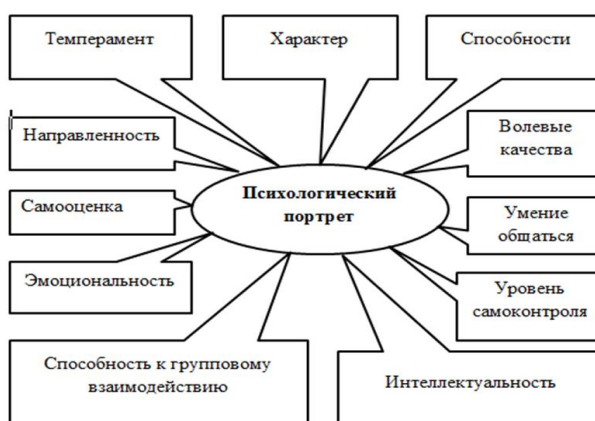 Темперамент
Характер
Способности
Направленность
Волевые
качества
Психологический
портрет
Самооценка
Умение
общаться
Эмоциональность
Уровень
самоконтроля
Способность к групповому
взаимодействию
Интеллектуальность